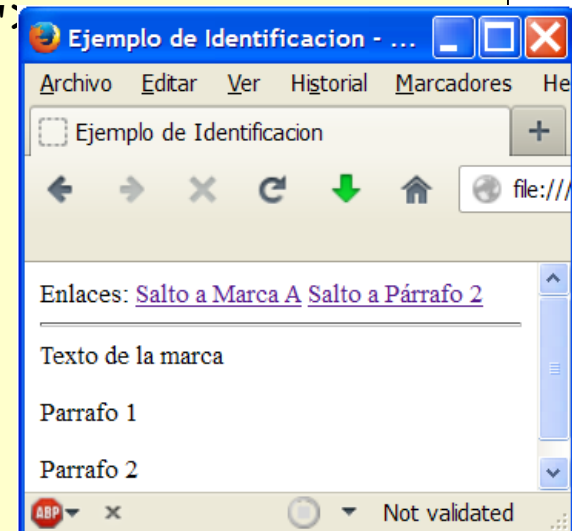 Ejemplo de Identificacion - ...
Archivo Editar Ver Historial Marcadores He
Ejemplo de Identificacion
file:///
Enlaces: Salto a Marca A Salto a Párrafo 2
Texto de la marca
Parrafo 1
Parrafo 2
ABP Not validated